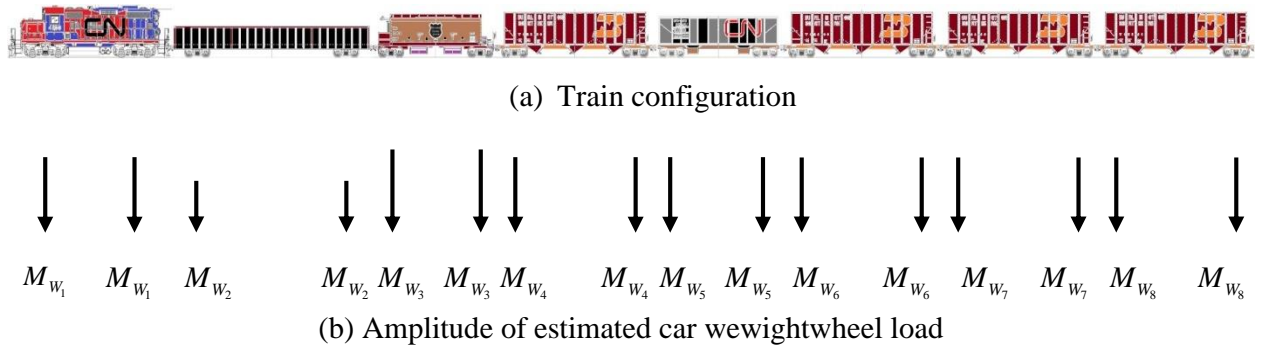 CN CN
(a) Train configuration
M_{W_1} M_{W_1} M_{W_2} M_{W_2} M_{W_3} M_{W_3} M_{W_4} M_{W_4} M_{W_5} M_{W_5} M_{W_6} M_{W_6} M_{W_7} M_{W_7} M_{W_8} M_{W_8}
(b) Amplitude of estimated car wewightwheel load